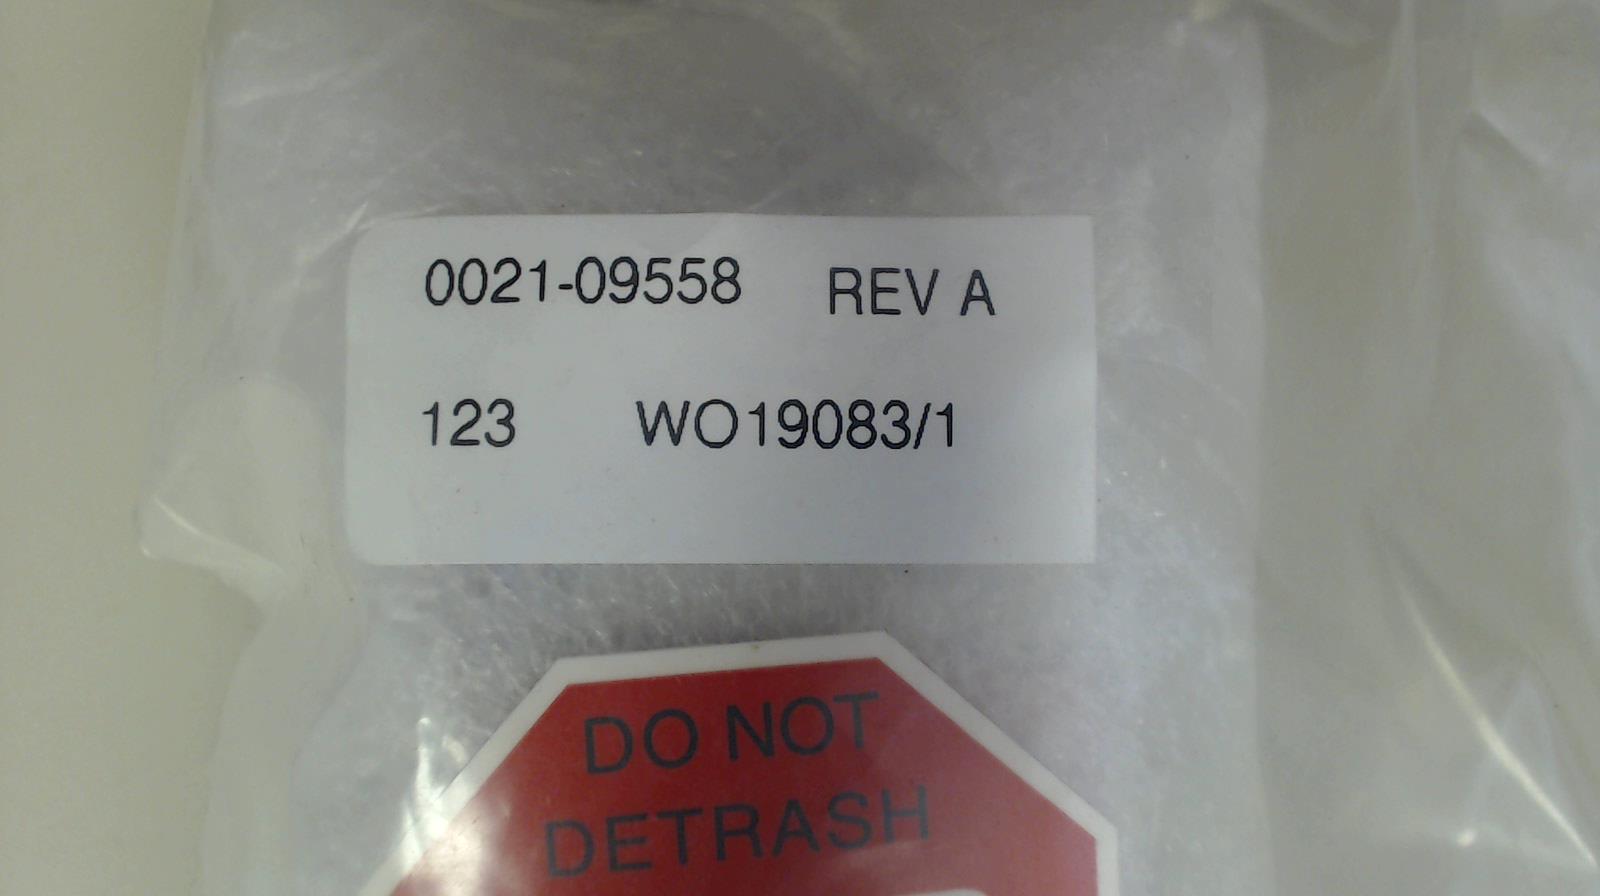 0021-09558 REV A
123 WO19083/1
DO NOT
DETRASH